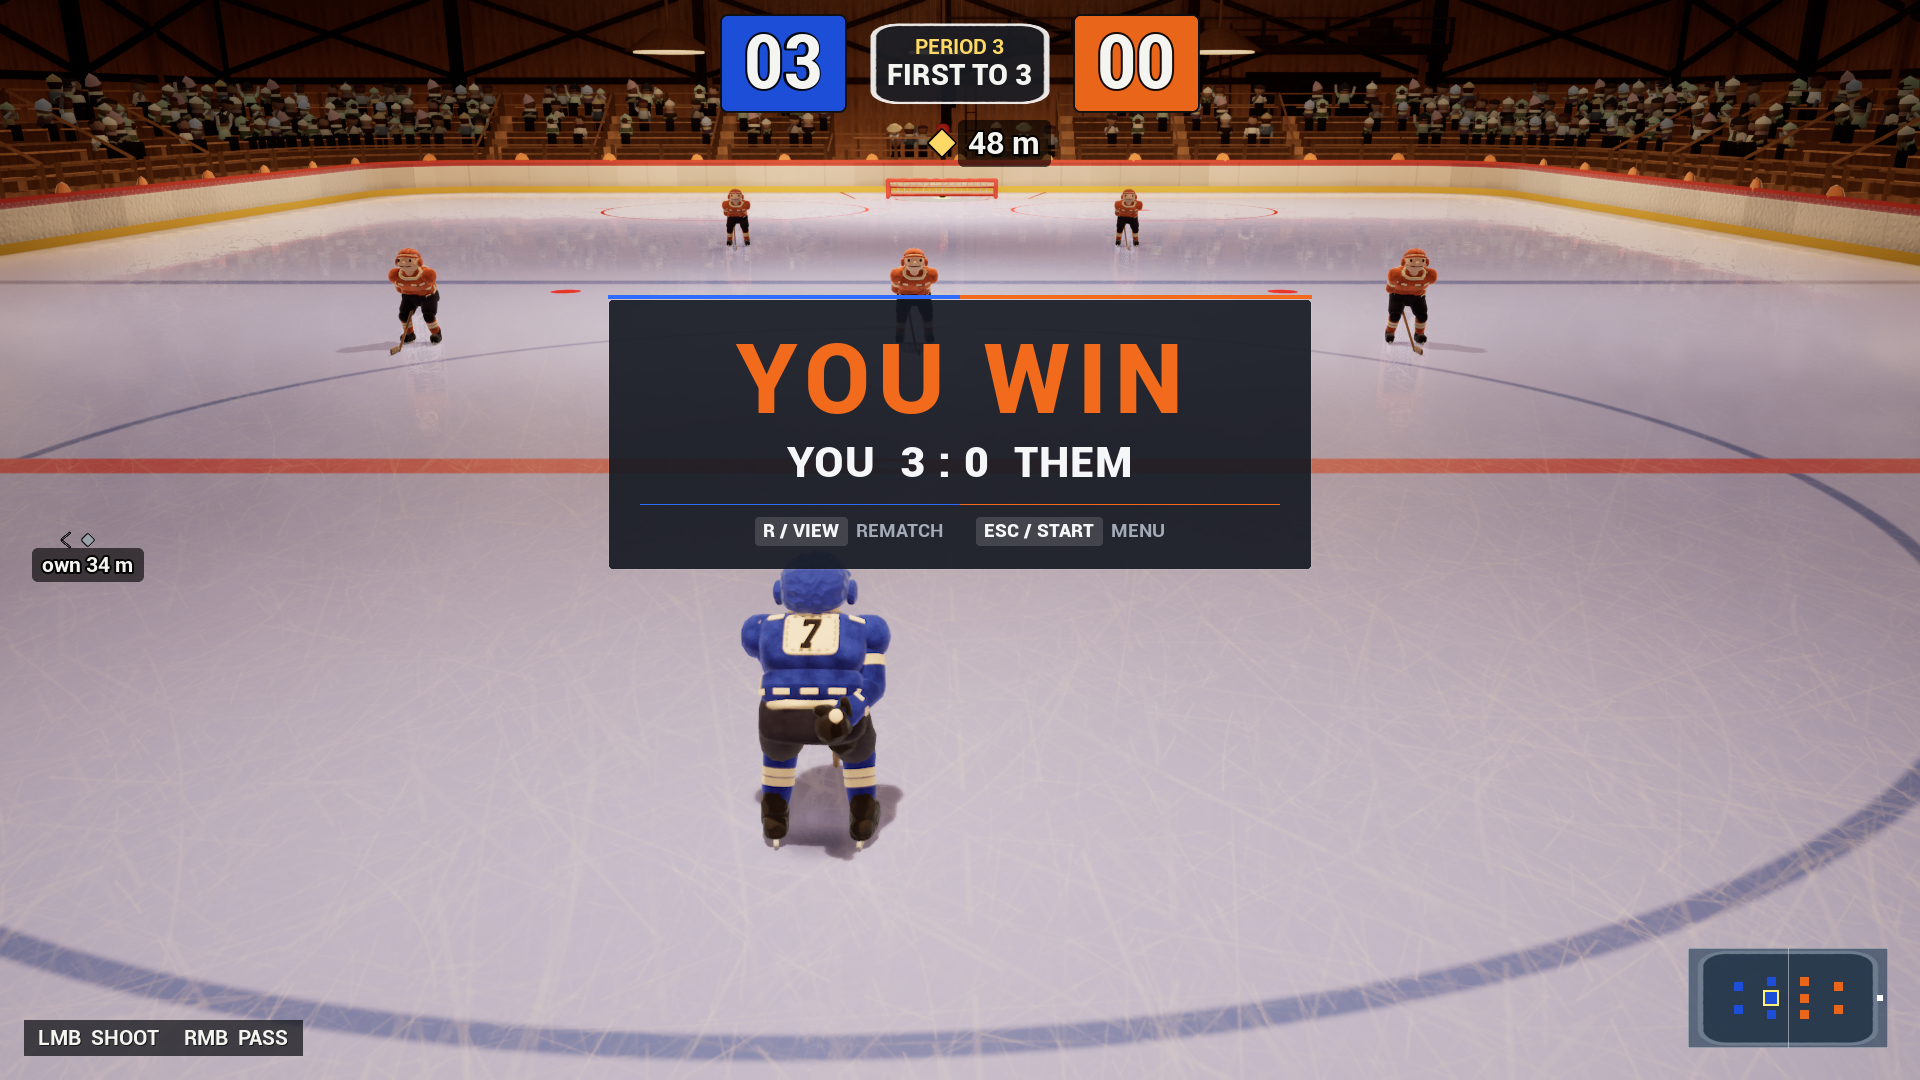 03
PERIOD 3
FIRST TO 3
00
48 m
YOU WIN
YOU 3 : 0 THEM
R / VIEW REMATCH ESC / START MENU
own 34 m
7
LMB SHOOT RMB PASS